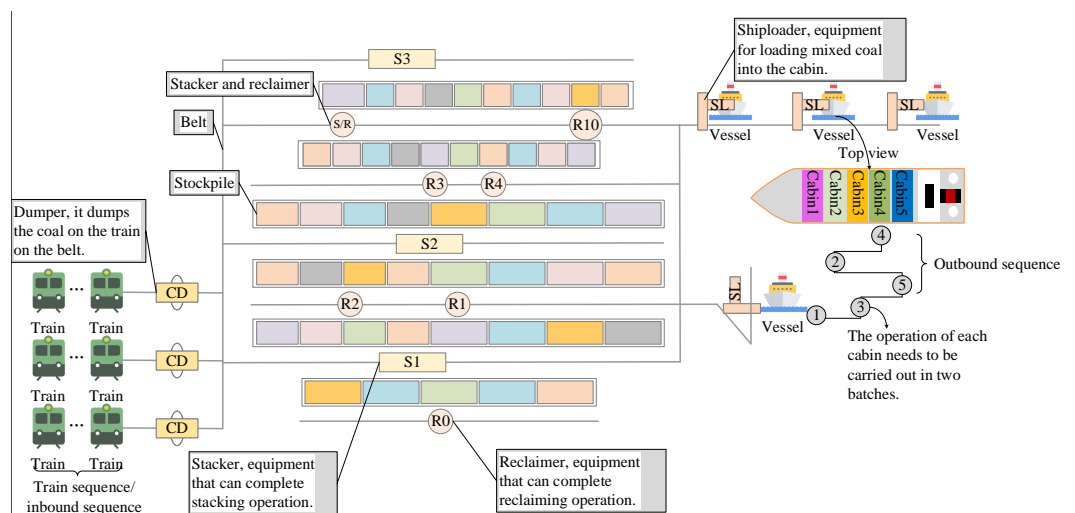 S3
Shiploader, equipment
for loading mixed coal
into the cabin.
Stacker and reclaimer
SL
SL
SL
Belt
S/R
R10
Vessel
Vessel
Vessel
Top view
Stockpile
R3
R4
Cabin1
Cabin2
Cabin3
Cabin4
Cabin5
Dumper, it dumps
the coal on the train
on the belt.
S2
4
2
Outbound sequence
5
...
CD
R2
R1
SL
Vessel
1
3
Train
Train
The operation of each
cabin needs to be
carried out in two
batches.
...
CD
S1
Train
Train
...
CD
R0
Train
Train
Stacker, equipment
that can complete
stacking operation.
Reclaimer, equipment
that can complete
reclaiming operation.
Train sequence/
inbound sequence